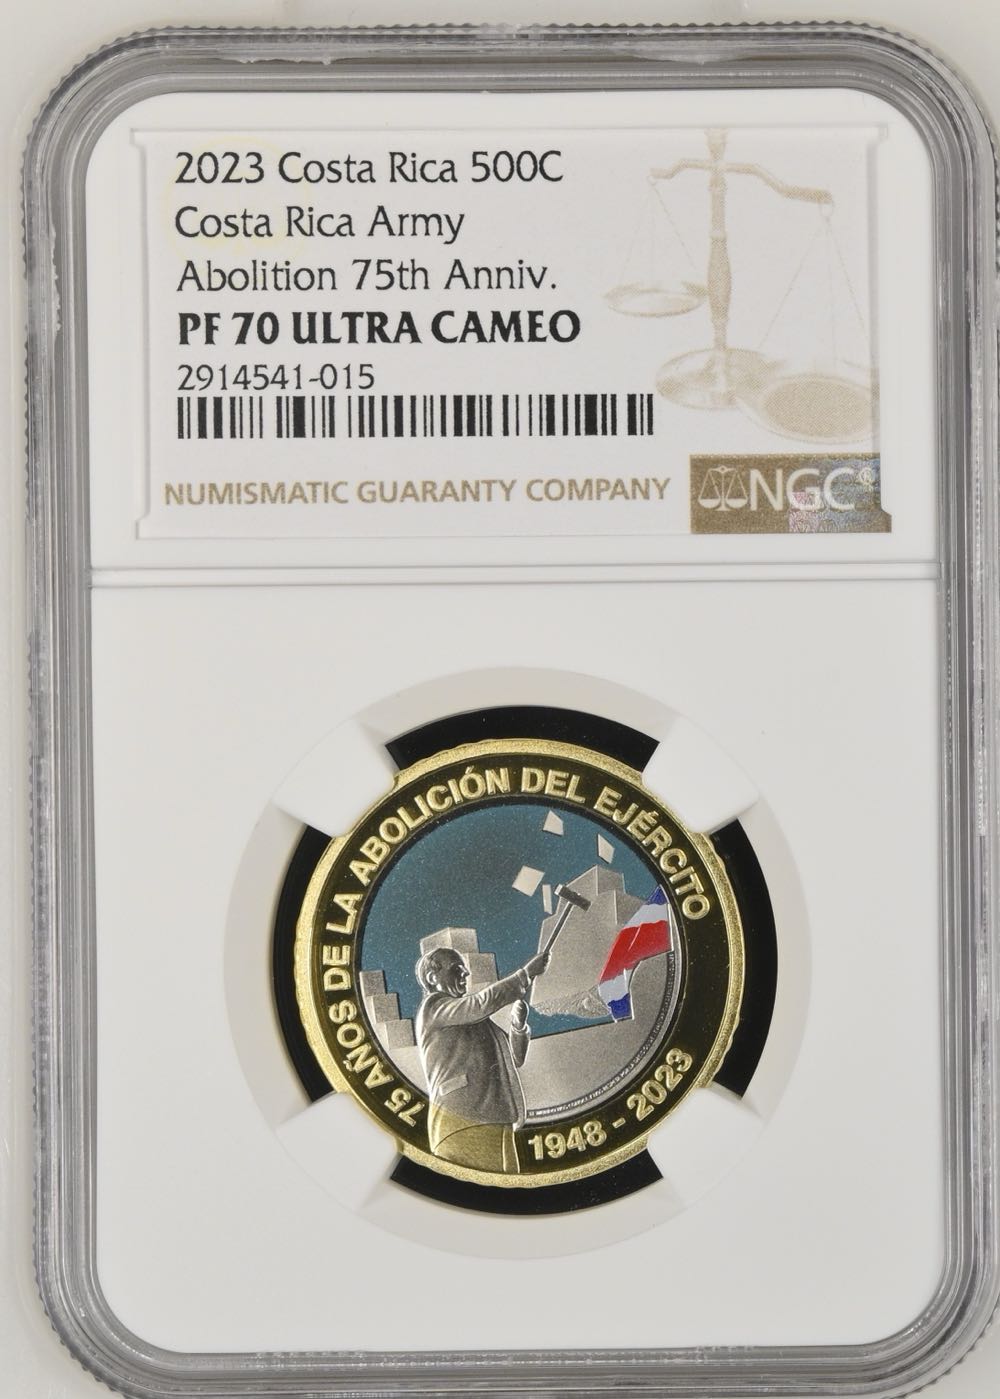 2023 Costa Rica 500C
Costa Rica Army
Abolition 75th Anniv.
PF 70 ULTRA CAMEO
2914541-015
NUMISMATIC GUARANTY COMPANY
NGC
75 AÑOS DE LA ABOLICIÓN DEL EJÉRCITO
1948 - 2023